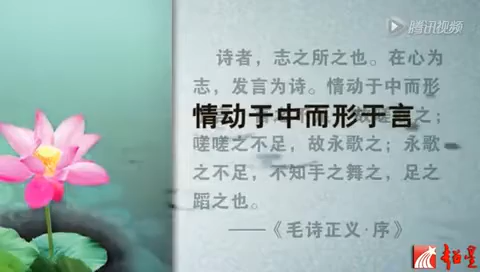 腾讯视频
诗者，志之所之也。在心为
志，发言为诗。情动于中而形
情动于中而形于言
之；
嗟嗟之不足，故永歌之；永歌
之不足，不知手之舞之，足之
蹈之也。
——《毛诗正义·序》